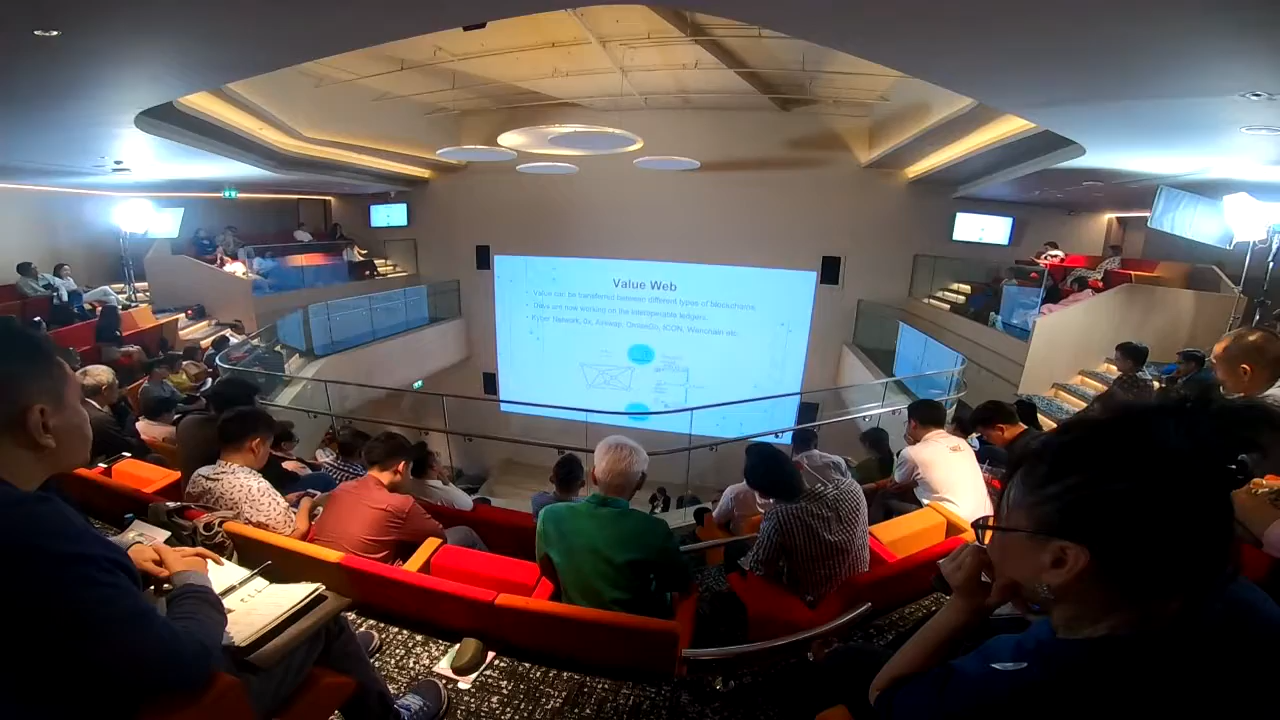 Value Web
• Value can be transferred between different types of blockchains.
• Devs are now working on the interoperable ledgers.
• Kyber Network, 0x, Airswap, OmiseGo, ICON, Wanchain etc.